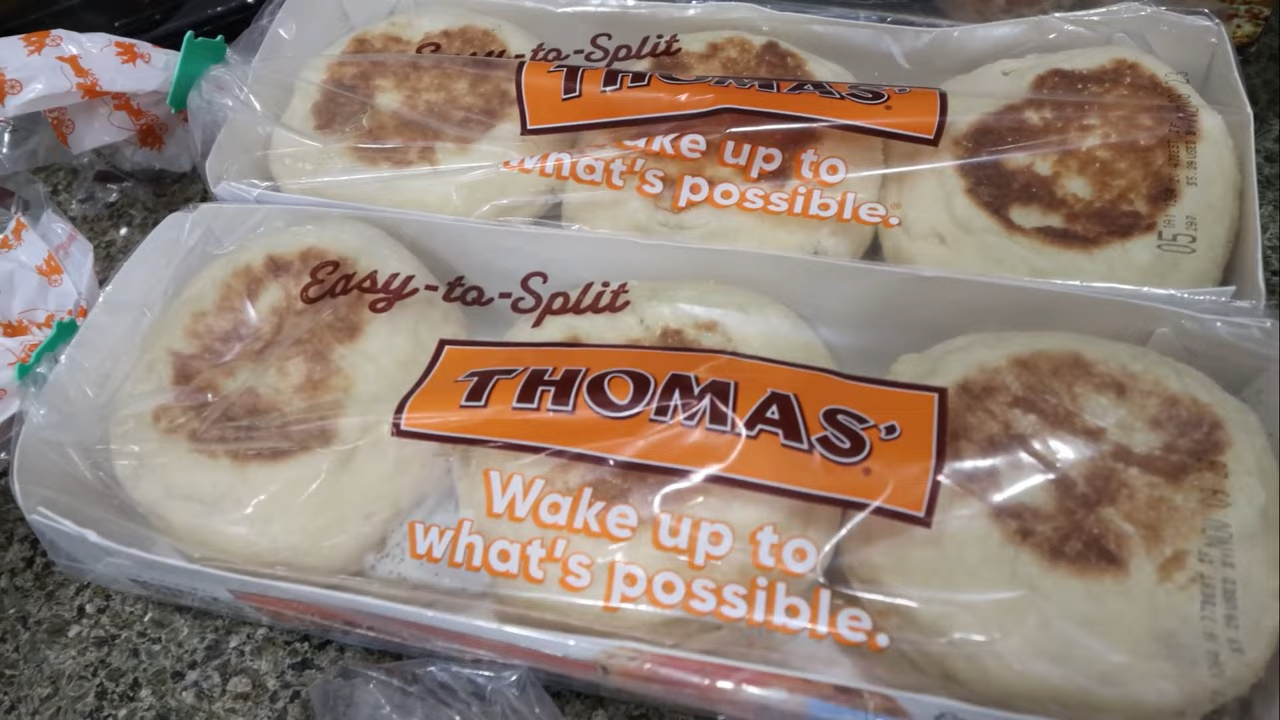 Easy-to-Split
THOMAS'
Wake up to
what's possible.
Easy-to-Split
THOMAS'®
Wake up to
what's possible.